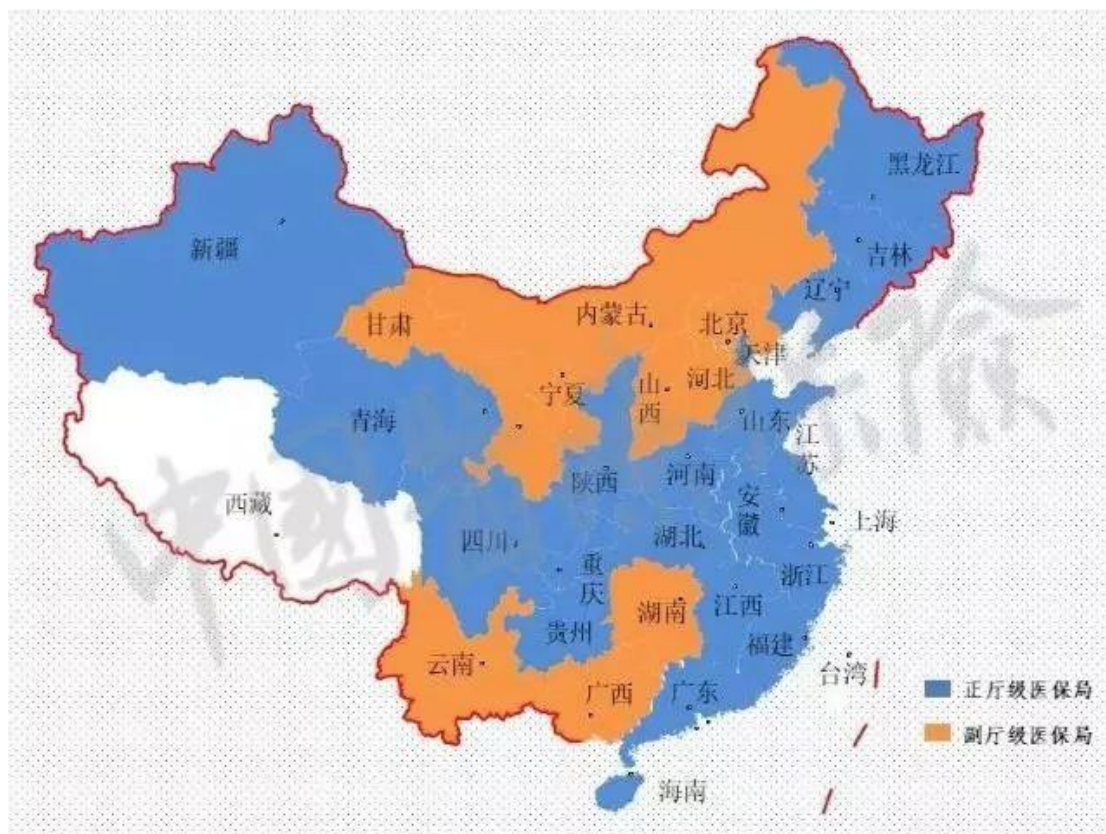 黑龙江
新疆
吉林
辽宁
内蒙古
北京
甘肃
天津
河北
山西
宁夏
青海
山东
江苏
陕西
河南
安徽
西藏
上海
四川
湖北
重庆
浙江
江西
湖南
贵州
福建
云南
台湾
广西
广东
正厅级医保局
副厅级医保局
海南
中国
险